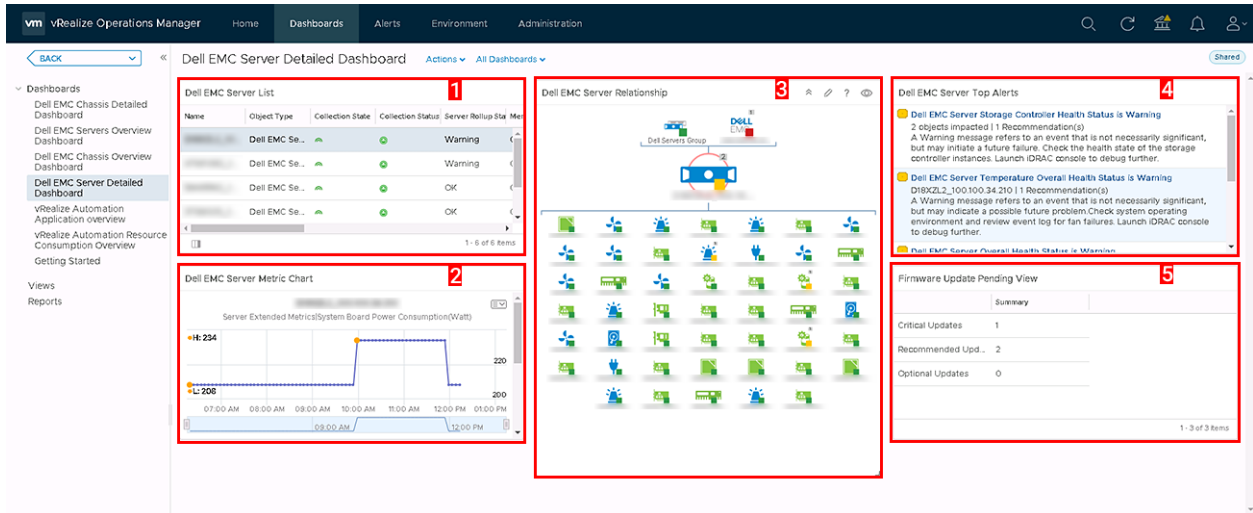 vm vRealize Operations Manager Home Dashboards Alerts Environment Administration
BACK
Dell EMC Server Detailed Dashboard Actions All Dashboards Shared
Dashboards
Dell EMC Chassis Detailed
Dashboard
Dell EMC Servers Overview
Dashboard
Dell EMC Chassis Overview
Dashboard
Dell EMC Server Detailed
Dashboard
vRealize Automation
Application overview
vRealize Automation Resource
Consumption Overview
Getting Started
Views
Reports
Dell EMC Server List 1
Name Object Type Collection State Collection Status Server Rollup Sta Mer
Dell EMC Se.. Warning
Dell EMC Se.. Warning
Dell EMC Se.. OK
Dell EMC Se.. OK
1 - 6 of 6 items
Dell EMC Server Metric Chart 2
Server Extended Metrics|System Board Power Consumption(Watt)
H: 234
220
L: 208
200
07:00 AM 08:00 AM 09:00 AM 10:00 AM 11:00 AM 12:00 PM 01:00 PM
09:00 AM 12:00 PM
Dell EMC Server Relationship 3
DELL
EMC
Dell Servers Group
2
Dell EMC Server Top Alerts 4
Dell EMC Server Storage Controller Health Status is Warning
2 objects impacted | 1 Recommendation(s)
A Warning message refers to an event that is not necessarily significant,
but may initiate a future failure. Check the health state of the storage
controller instances. Launch iDRAC console to debug further.
Dell EMC Server Temperature Overall Health Status is Warning
D18XZL2_100.100.34.210 | 1 Recommendation(s)
A Warning message refers to an event that is not necessarily significant,
but may indicate a possible future problem.Check system operating
environment and review event log for fan failures. Launch iDRAC console
to debug further.
Dell EMC Server Overall Health Status is Warning
Firmware Update Pending View 5
Summary
Critical Updates 1
Recommended Upd... 2
Optional Updates 0
1 - 3 of 3 items